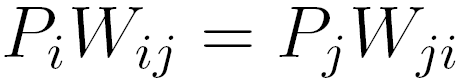 P_i W_{ij} = P_j W_{ji}